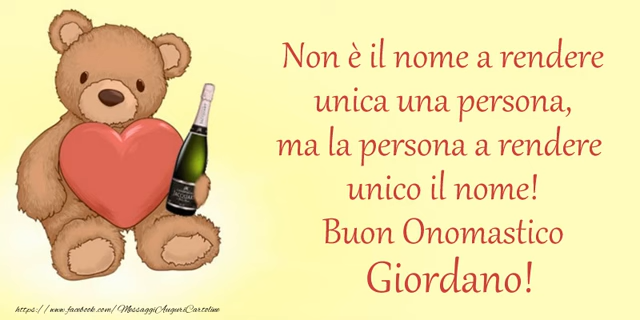 Non è il nome a rendere
unica una persona,
ma la persona a rendere
unico il nome!
Buon Onomastico
Giordano!
https://www.facebook.com/MessaggiAuguriCartoline